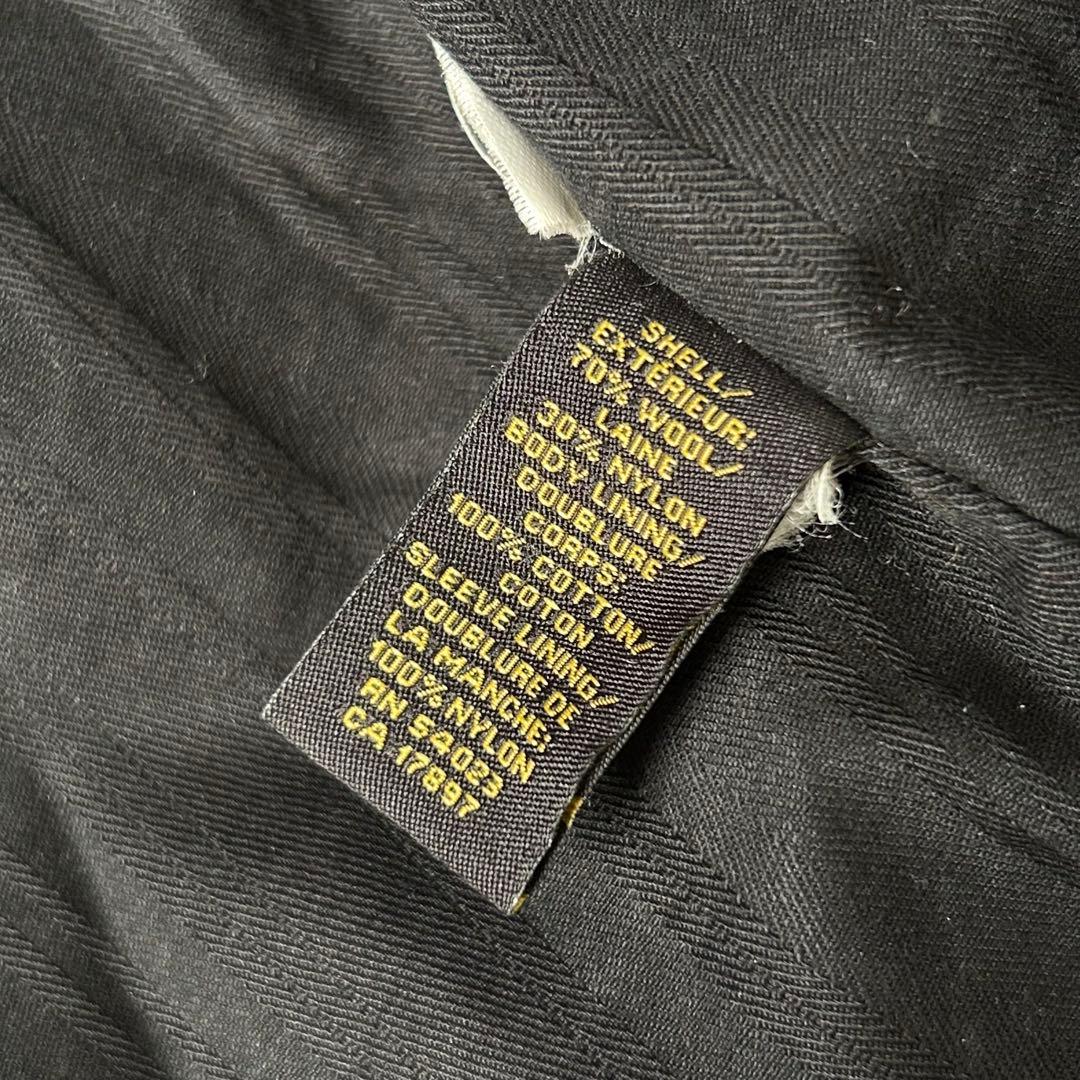 SHELL/
EXTÉRIEUR:
70% WOOL/
LAINE
30% NYLON
BODY LINING/
DOUBLURE
CORPS:
100% COTTON/
COTON
SLEEVE LINING/
DOUBLURE DE
LA MANCHE:
100% NYLON
RN 54023
CA 17897